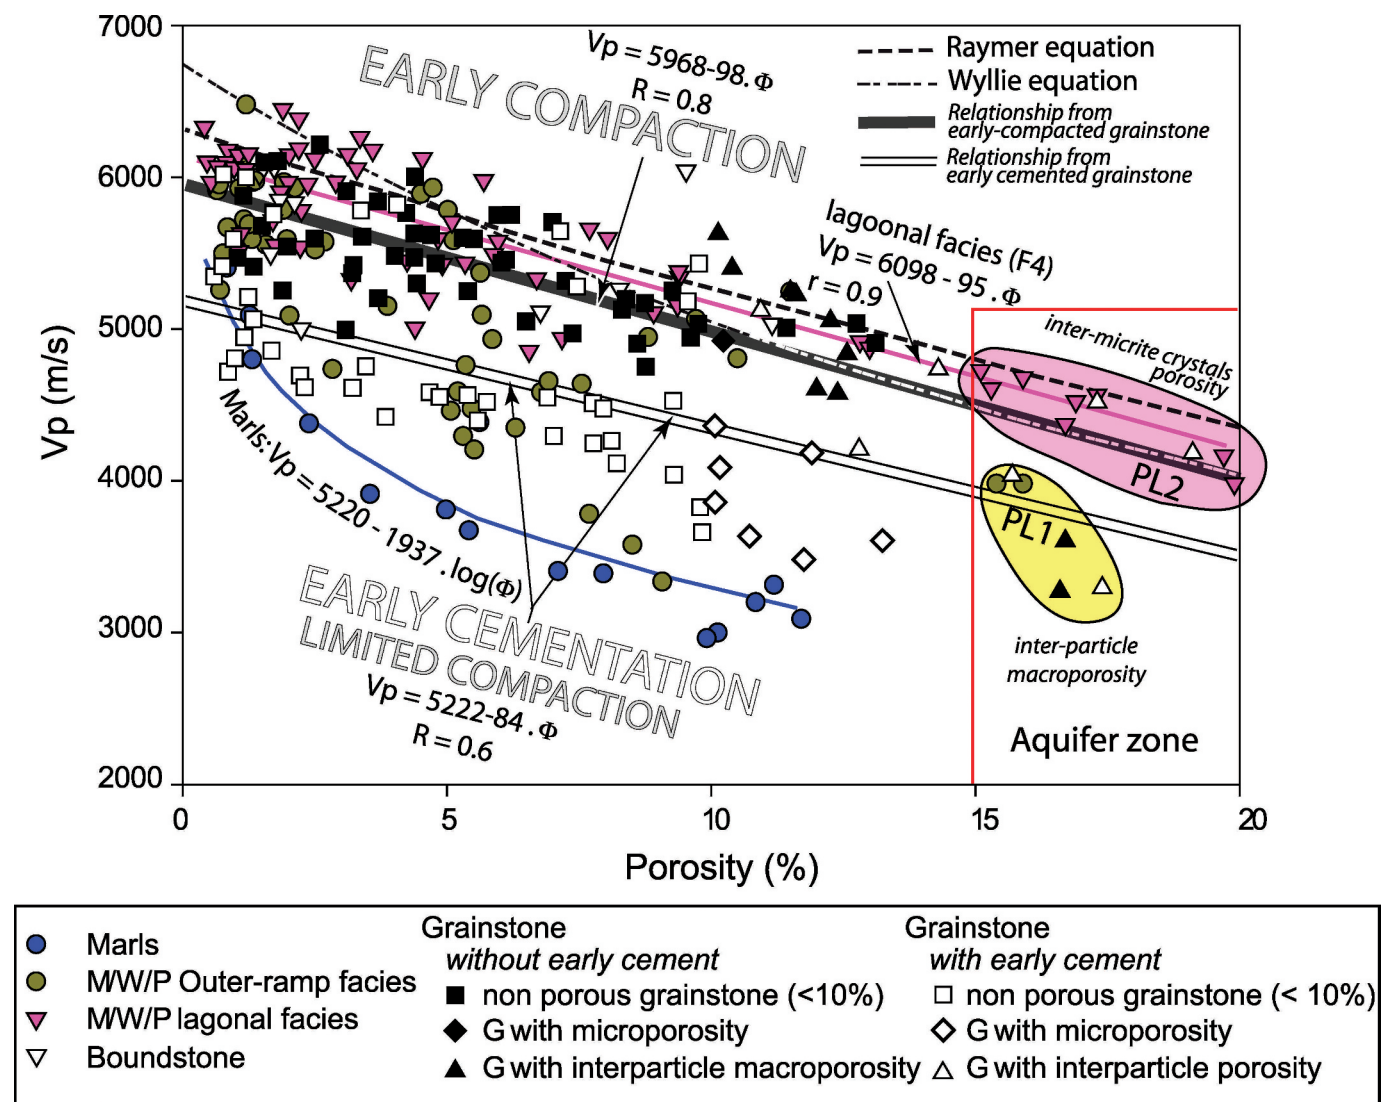 7000
6000
5000
4000
3000
2000
Vp (m/s)
0
5
10
15
20
Porosity (%)
Raymer equation
Wyllie equation
Relationship from
early-compacted grainstone
Relationship from
early cemented grainstone
EARLY COMPACTION
Vp = 5968-98.Φ
R = 0.8
lagoonal facies (F4)
Vp = 6098 - 95 . Φ
r = 0.9
inter-micrite crystals
porosity
PL2
PL1
inter-particle
macroporosity
Aquifer zone
Marls: Vp = 5220 - 1937. log(Φ)
EARLY CEMENTATION
LIMITED COMPACTION
Vp = 5222-84 . Φ
R = 0.6
Marls
M/W/P Outer-ramp facies
M/W/P lagonal facies
Boundstone
Grainstone
without early cement
non porous grainstone (<10%)
G with microporosity
G with interparticle macroporosity
Grainstone
with early cement
non porous grainstone (< 10%)
G with microporosity
G with interparticle porosity